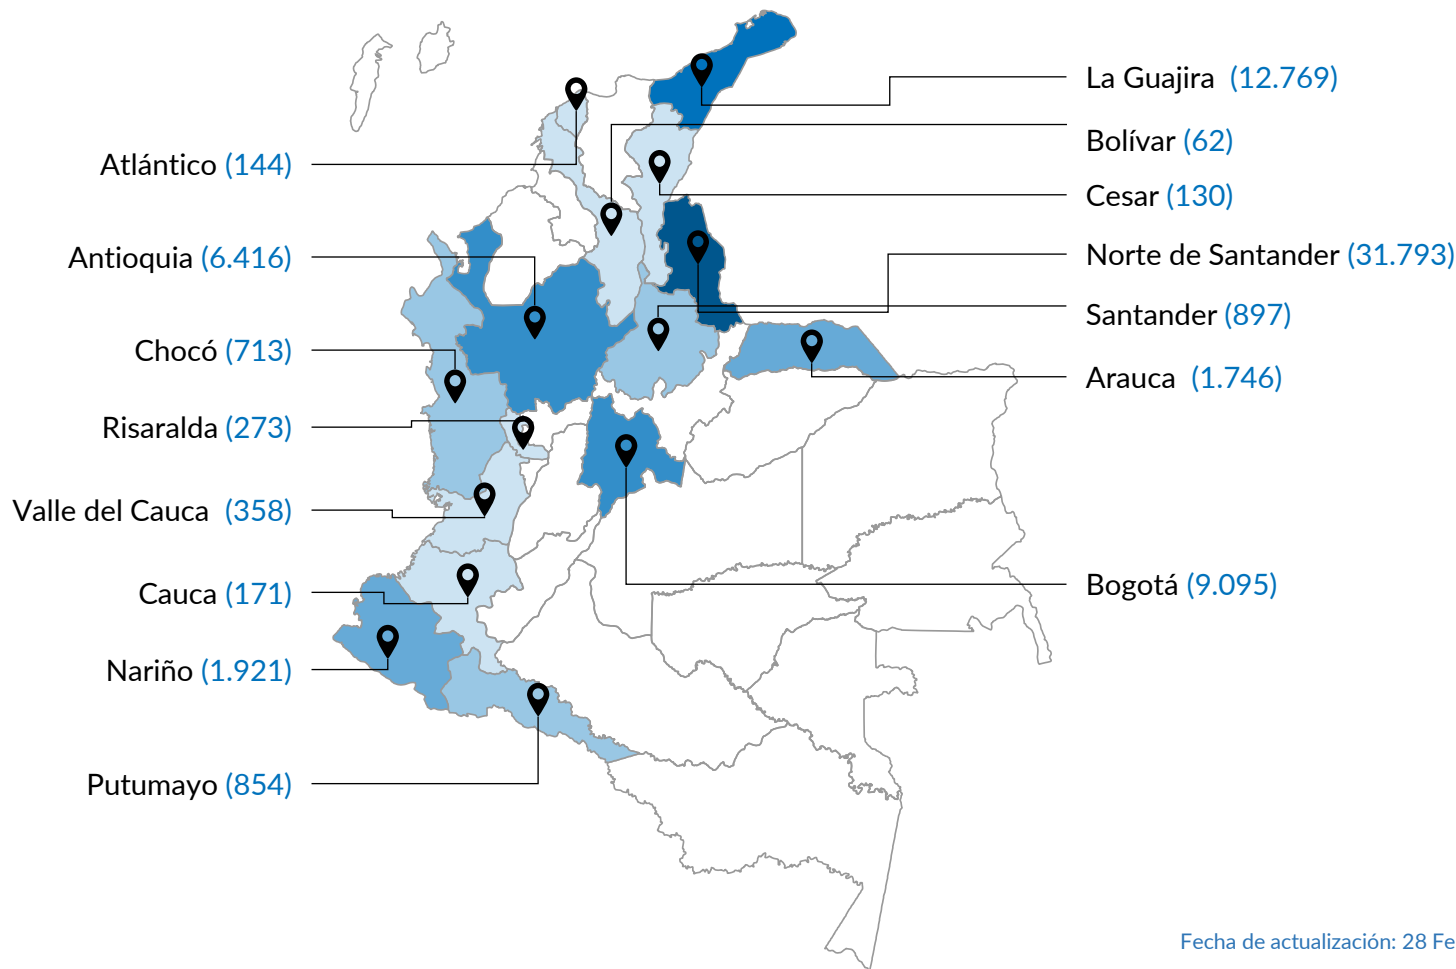 Atlántico (144)
Antioquia (6.416)
Chocó (713)
Risaralda (273)
Valle del Cauca (358)
Cauca (171)
Nariño (1.921)
Putumayo (854)
La Guajira (12.769)
Bolívar (62)
Cesar (130)
Norte de Santander (31.793)
Santander (897)
Arauca (1.746)
Bogotá (9.095)
Fecha de actualización: 28 Fe